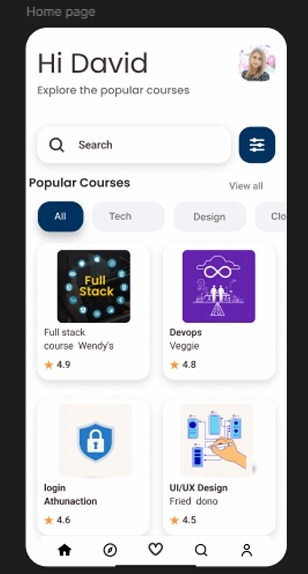 Home page
Hi David
Explore the popular courses
Search
Popular Courses
View all
All
Tech
Design
Clo
Full
Stack
Full stack
course Wendy's
4.9
Devops
Veggie
4.8
login
Athunaction
4.6
UI/UX Design
Fried dono
4.5